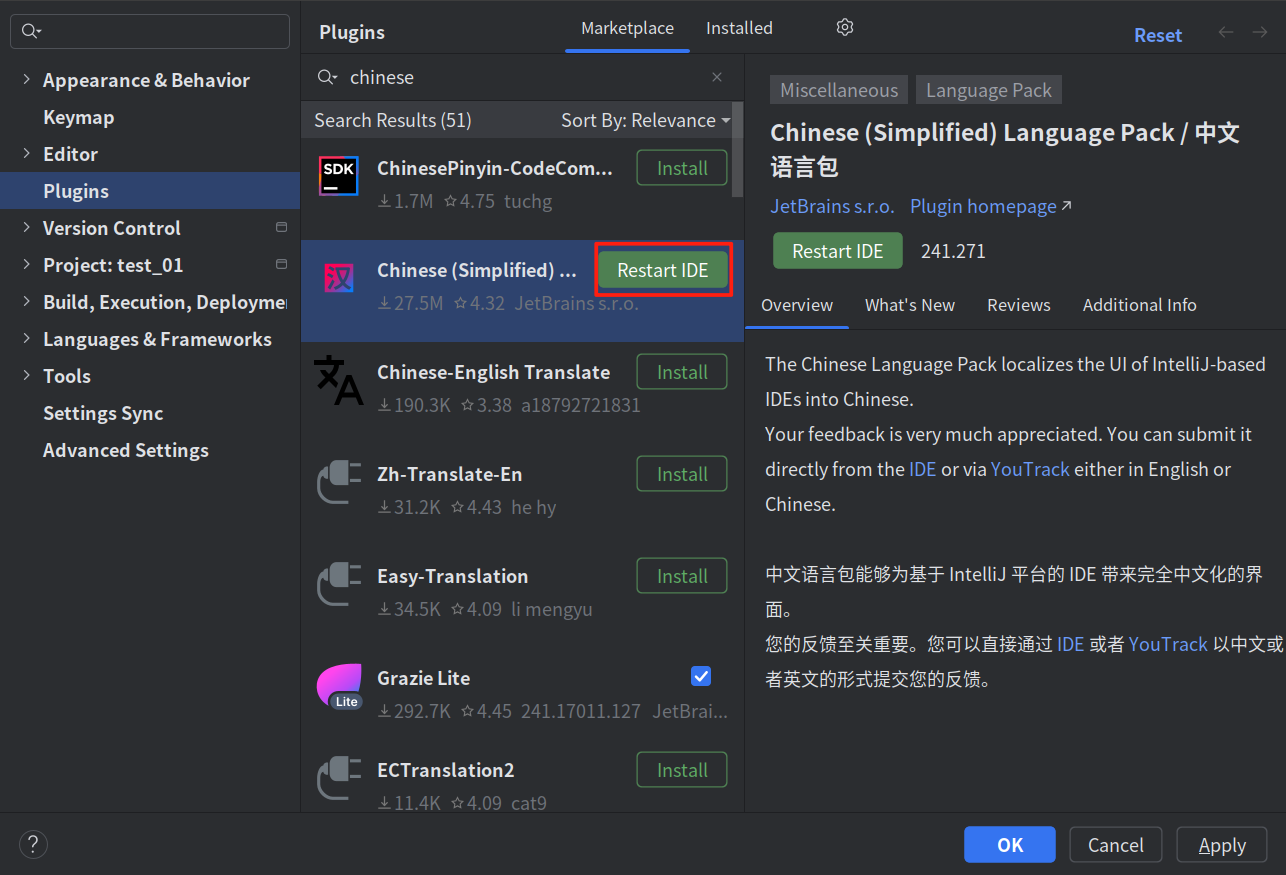 Appearance & Behavior
Keymap
Editor
Plugins
Version Control
Project: test_01
Build, Execution, Deployme
Languages & Frameworks
Tools
Settings Sync
Advanced Settings
Plugins
Marketplace
Installed
Reset
chinese
Search Results (51)
Sort By: Relevance
SDK
ChinesePinyin-CodeCom...
Install
1.7M 4.75 tuchg
汉
Chinese (Simplified) ...
Restart IDE
27.5M 4.32 JetBrains s.r.o.
文A
Chinese-English Translate
Install
190.3K 3.38 a18792721831
Zh-Translate-En
Install
31.2K 4.43 he hy
Easy-Translation
Install
34.5K 4.09 li mengyu
Lite
Grazie Lite
292.7K 4.45 241.17011.127 JetBrai...
ECTranslation2
Install
11.4K 4.09 cat9
Miscellaneous
Language Pack
Chinese (Simplified) Language Pack / 中文
语言包
JetBrains s.r.o. Plugin homepage
Restart IDE
241.271
Overview
What's New
Reviews
Additional Info
The Chinese Language Pack localizes the UI of IntelliJ-based
IDEs into Chinese.
Your feedback is very much appreciated. You can submit it
directly from the IDE or via YouTrack either in English or
Chinese.
中文语言包能够为基于 IntelliJ 平台的 IDE 带来完全中文化的界
面。
您的反馈至关重要。您可以直接通过 IDE 或者 YouTrack 以中文或
者英文的形式提交您的反馈。
?
OK
Cancel
Apply